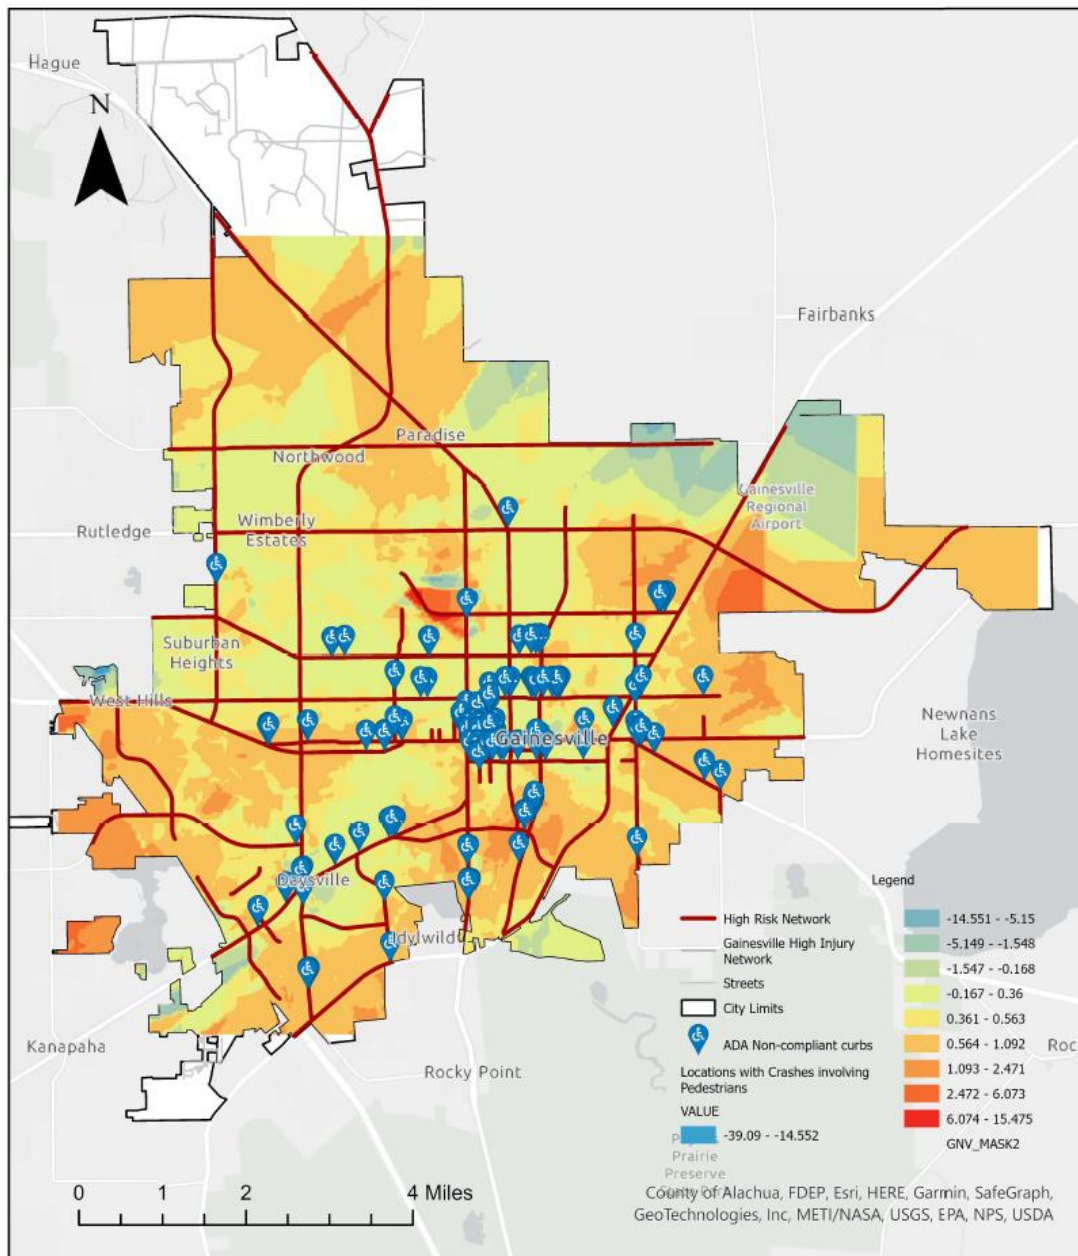 Hague
N
Fairbanks
Paradise
Northwood
Gainesville
Regional
Airport
Rutledge
Wimberly
Estates
Suburban
Heights
West Hills
Newnans
Lake
Homesites
Gainesville
Daysville
Idylwild
Kanapaha
Rocky Point
Roc
Legend
High Risk Network
Gainesville High Injury
Network
Streets
City Limits
ADA Non-compliant curbs
Locations with Crashes involving
Pedestrians
VALUE
-39.09 - -14.552
-14.551 - -5.15
-5.149 - -1.548
-1.547 - -0.168
-0.167 - 0.36
0.361 - 0.563
0.564 - 1.092
1.093 - 2.471
2.472 - 6.073
6.074 - 15.475
GNV_MASK2
Prairie
Preserve
0 1 2 4 Miles
County of Alachua, FDEP, Esri, HERE, Garmin, SafeGraph,
GeoTechnologies, Inc, METI/NASA, USGS, EPA, NPS, USDA